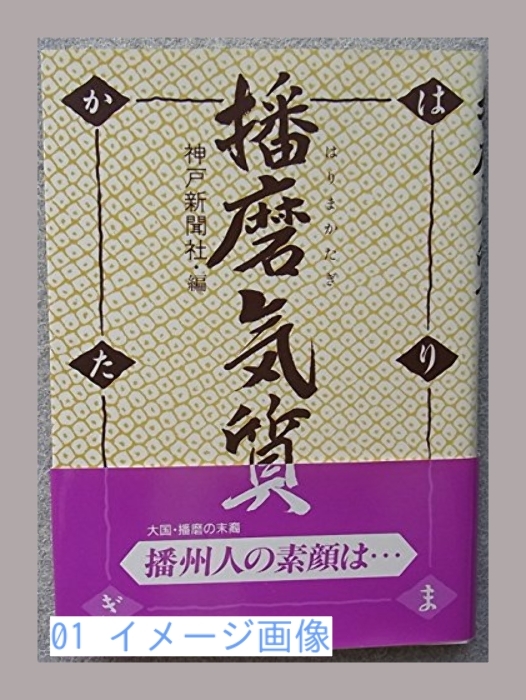 播磨気質
はりまかたぎ
神戸新聞社・編
は
り
ま
か
た
ぎ
大国・播磨の末裔
播州人の素顔は…
01 イメージ画像